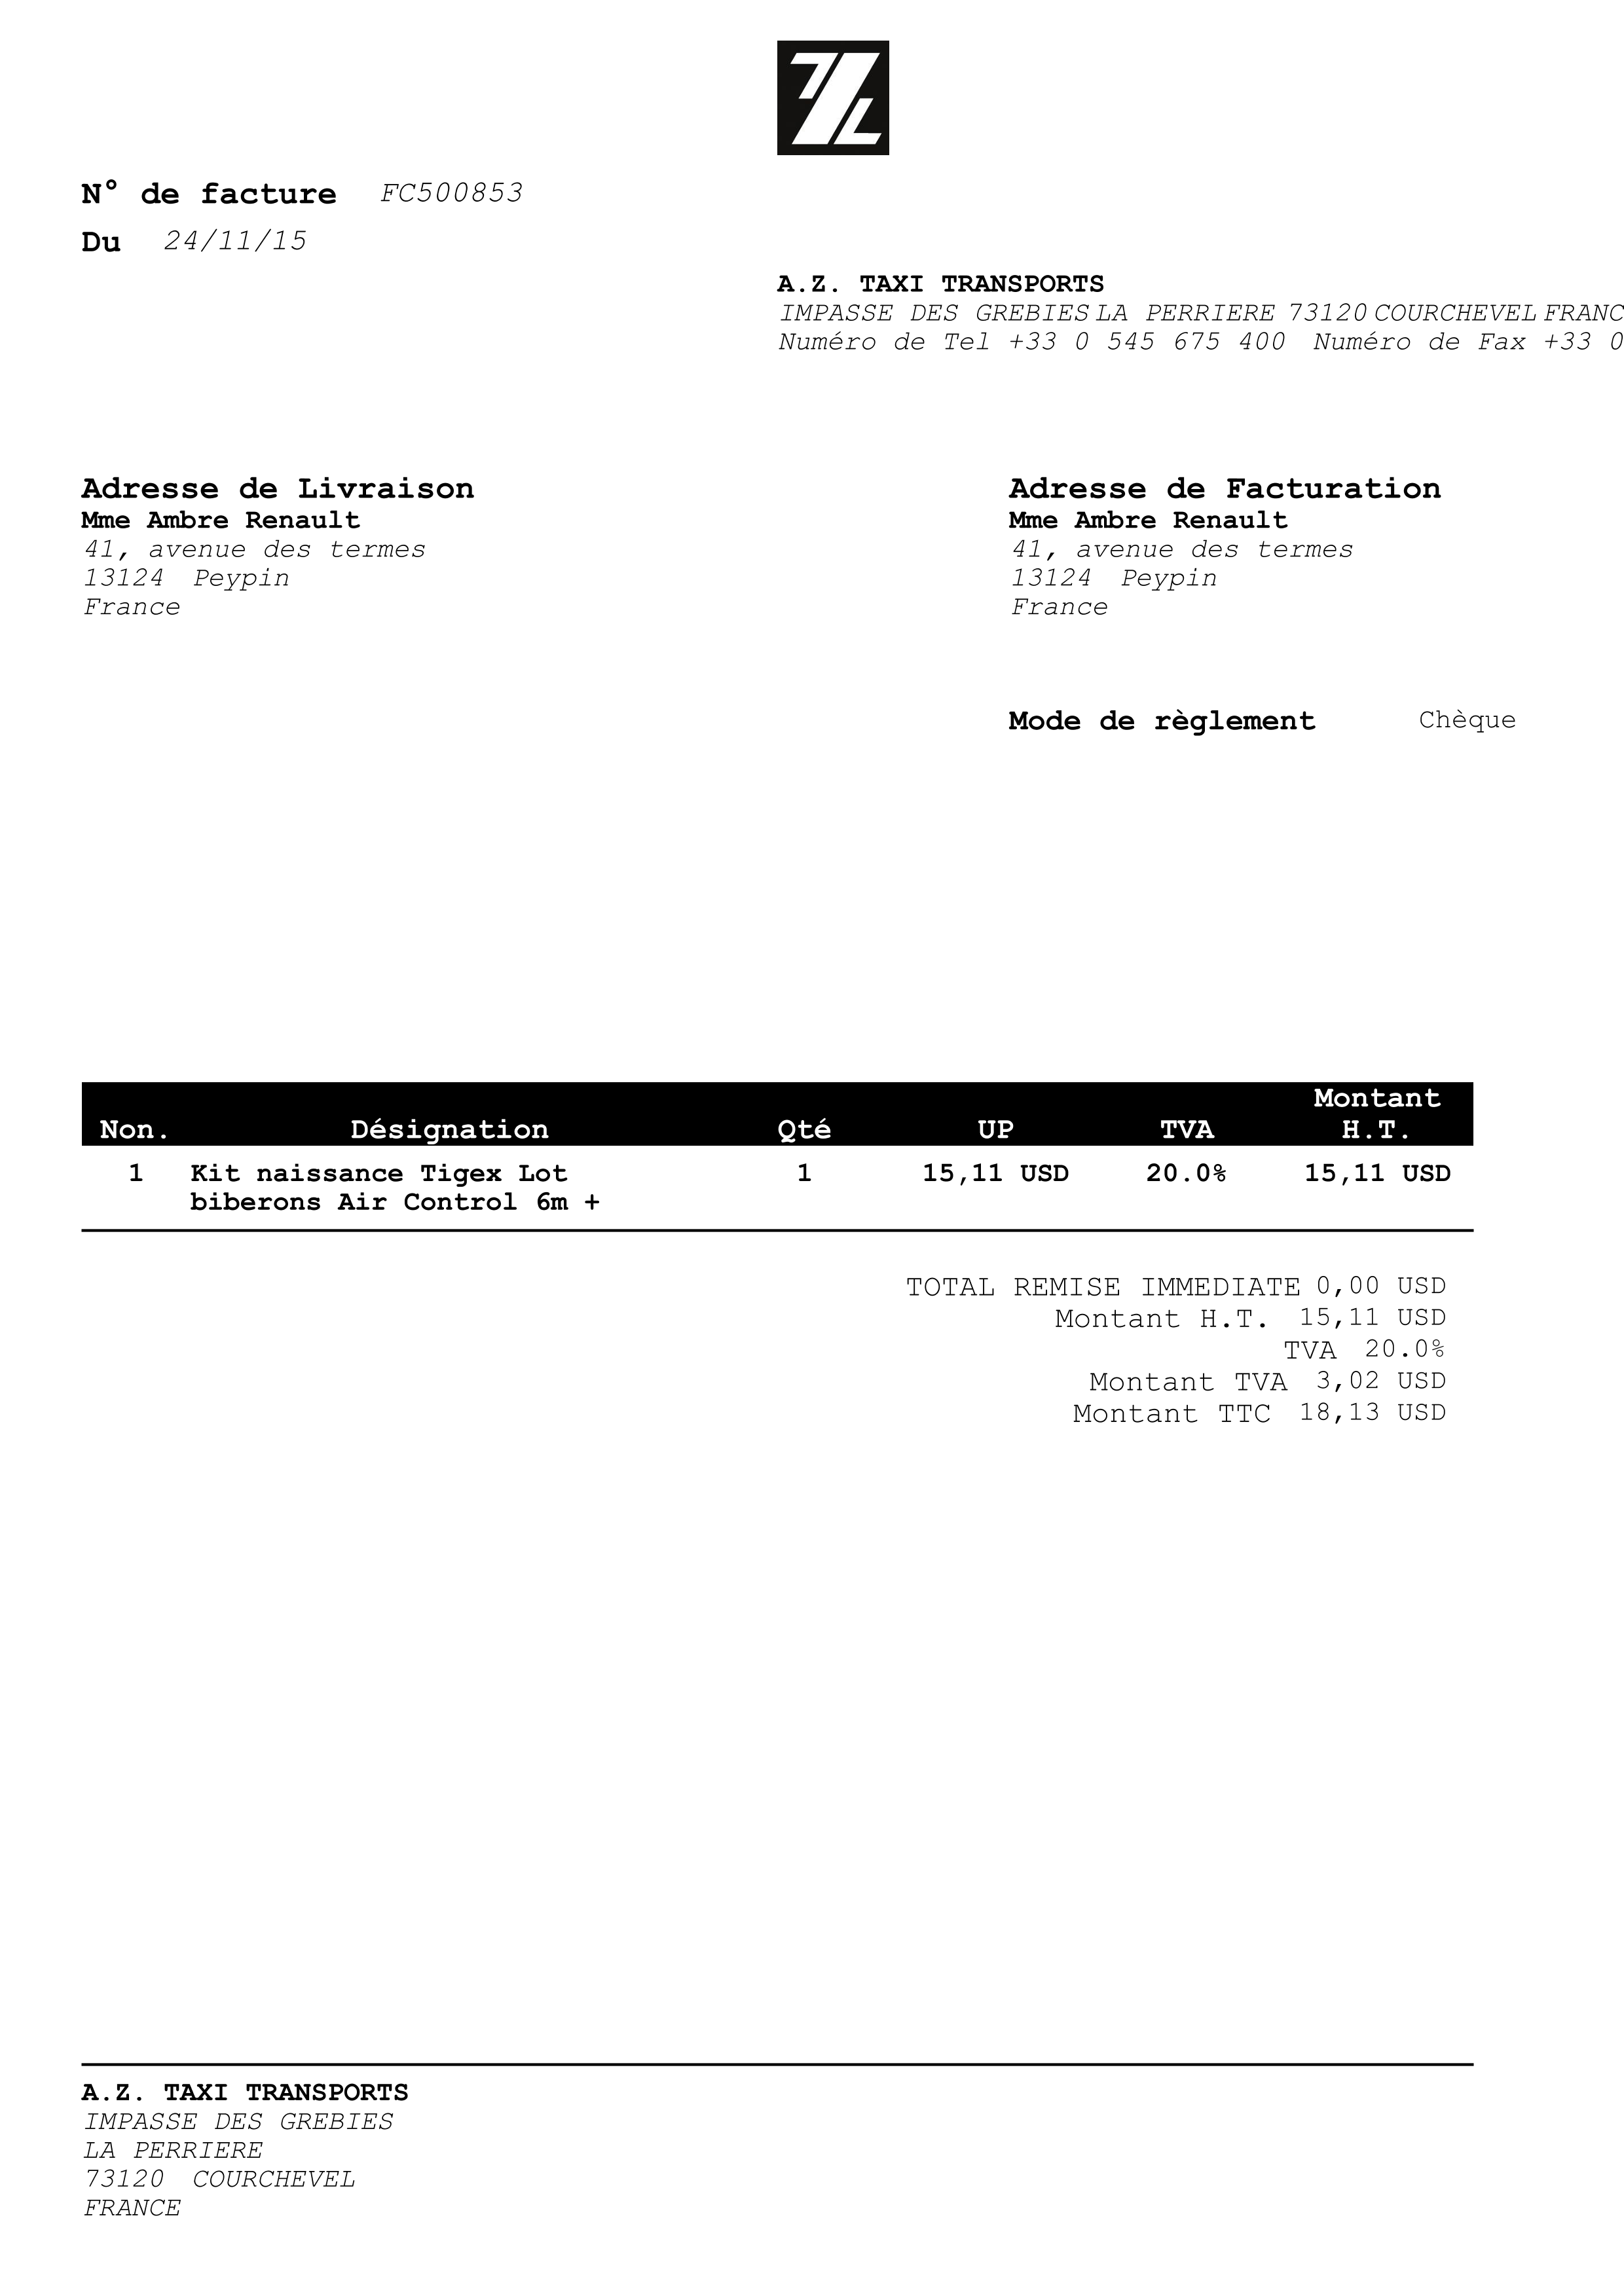 N° de facture FC500853
Du 24/11/15
A.Z. TAXI TRANSPORTS
IMPASSE DES GREBIES LA PERRIERE 73120 COURCHEVEL FRANC
Numéro de Tel +33 0 545 675 400 Numéro de Fax +33 0
Adresse de Livraison
Mme Ambre Renault
41, avenue des termes
13124 Peypin
France
Adresse de Facturation
Mme Ambre Renault
41, avenue des termes
13124 Peypin
France
Mode de règlement Chèque
Non. Désignation Qté UP TVA Montant H.T.
1 Kit naissance Tigex Lot 1 15,11 USD 20.0% 15,11 USD
biberons Air Control 6m +
TOTAL REMISE IMMEDIATE 0,00 USD
Montant H.T. 15,11 USD
TVA 20.0%
Montant TVA 3,02 USD
Montant TTC 18,13 USD
A.Z. TAXI TRANSPORTS
IMPASSE DES GREBIES
LA PERRIERE
73120 COURCHEVEL
FRANCE